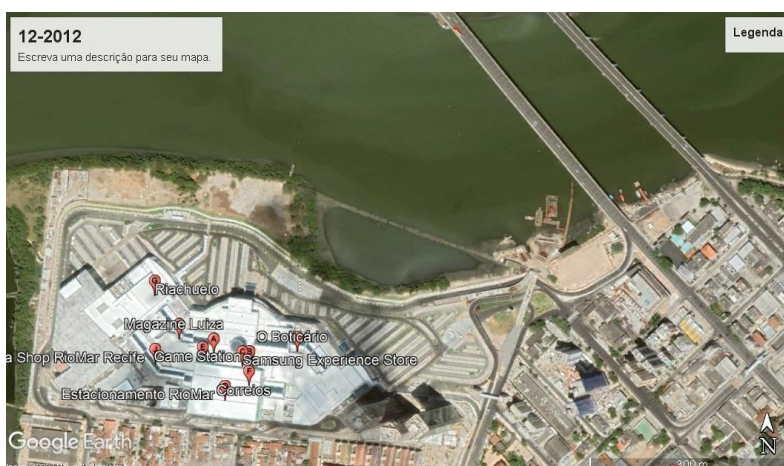 12-2012
Escreva uma descrição para seu mapa.
Legenda
Riachuelo
Magazine Luiza
O Boticário
a Shop RioMar Recife
Game Station
Samsung Experience Store
Estacionamento RioMar
Correios
A
E
F
Google Earth
N
300 m